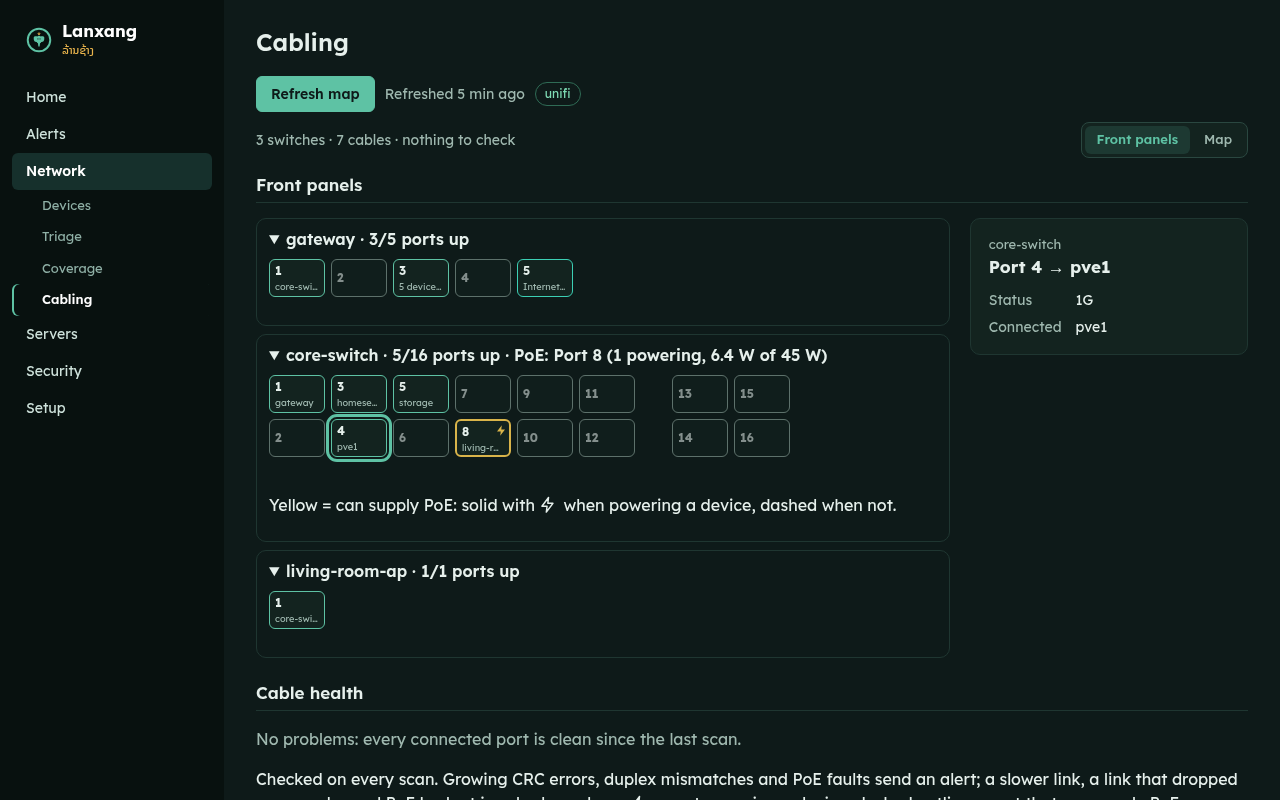 Lanxang
ລ້ານຊ້າງ
Home
Alerts
Network
Devices
Triage
Coverage
Cabling
Servers
Security
Setup
Cabling
Refresh map
Refreshed 5 min ago
unifi
3 switches · 7 cables · nothing to check
Front panels
Map
Front panels
▼ gateway · 3/5 ports up
1
core-swi…
2
3
5 device…
4
5
Internet…
▼ core-switch · 5/16 ports up · PoE: Port 8 (1 powering, 6.4 W of 45 W)
1
gateway
3
homese…
5
storage
7
9
11
13
15
2
4
pve1
6
8
living-r…
10
12
14
16
Yellow = can supply PoE: solid with when powering a device, dashed when not.
▼ living-room-ap · 1/1 ports up
1
core-swi…
core-switch
Port 4 → pve1
Status 1G
Connected pve1
Cable health
No problems: every connected port is clean since the last scan.
Checked on every scan. Growing CRC errors, duplex mismatches and PoE faults send an alert; a slower link, a link that dropped